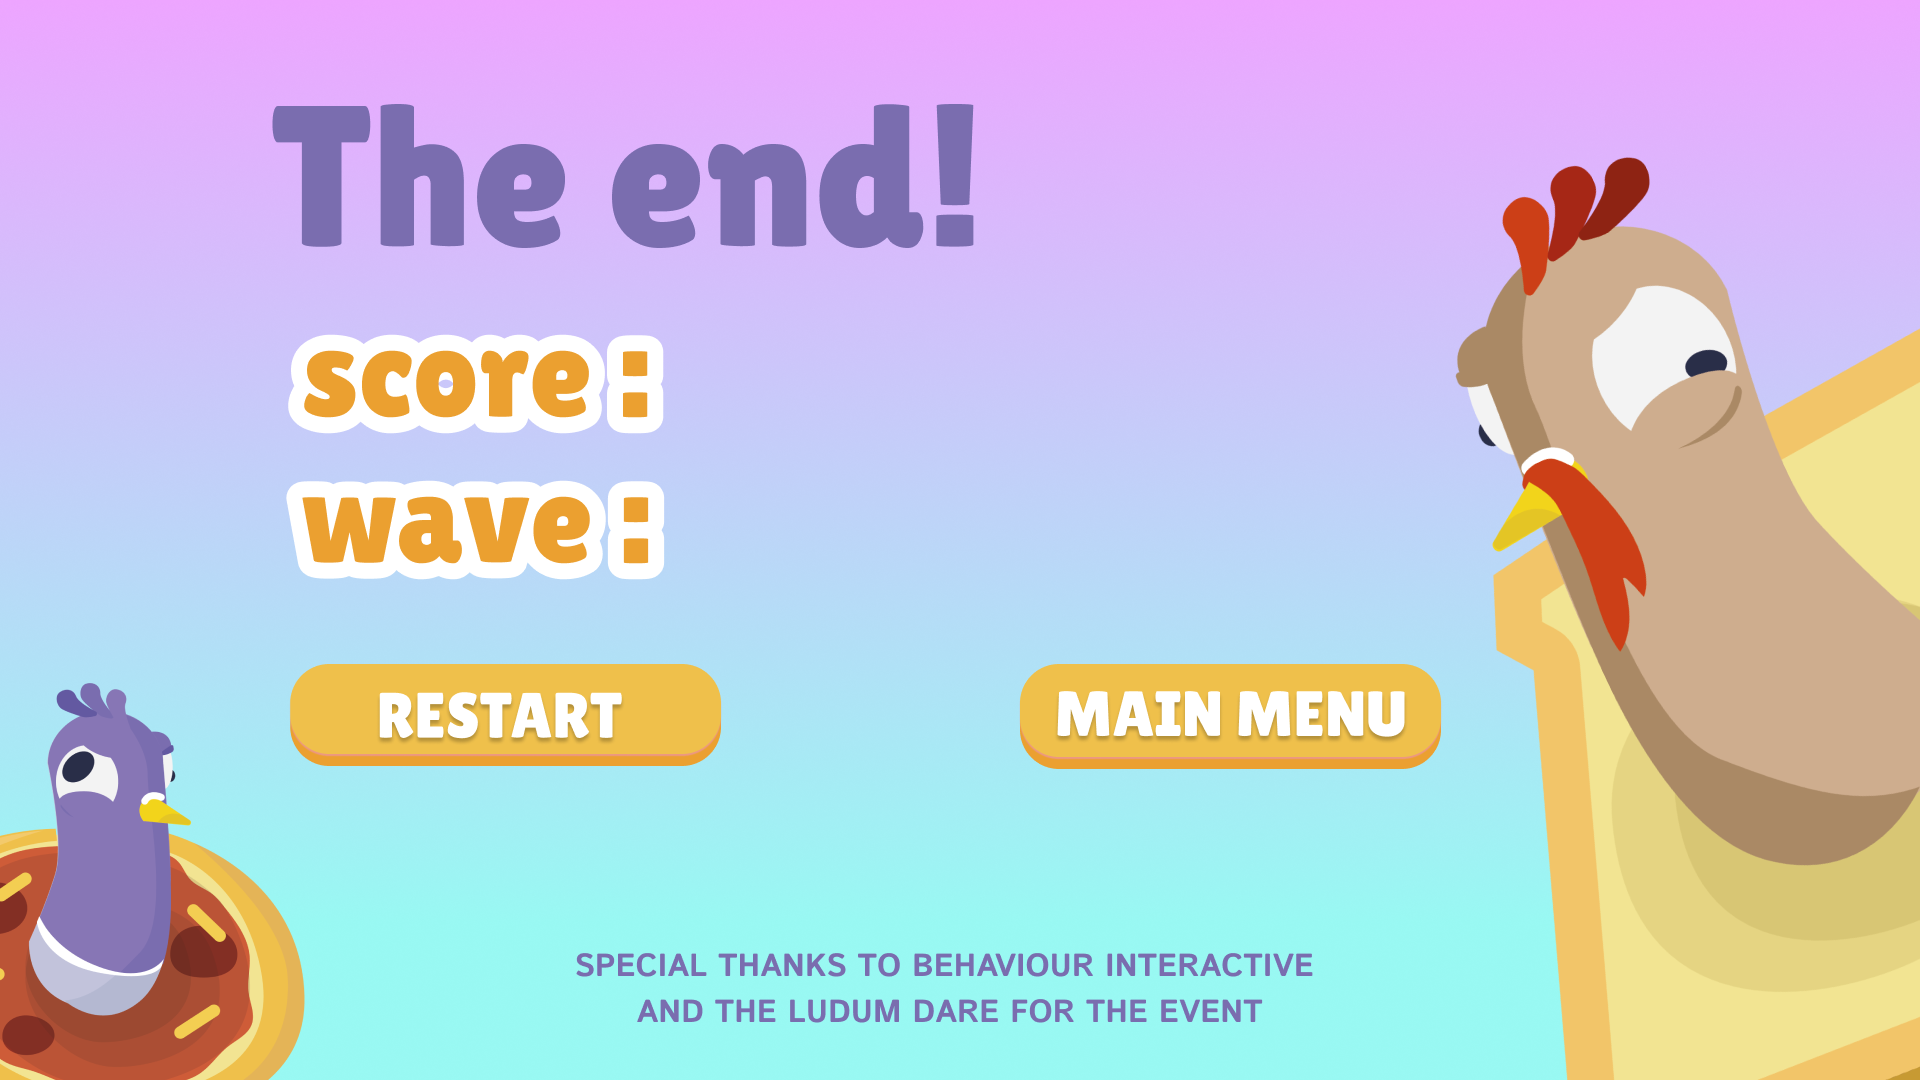 The end!
score:
wave:
RESTART
MAIN MENU
SPECIAL THANKS TO BEHAVIOUR INTERACTIVE
AND THE LUDUM DARE FOR THE EVENT